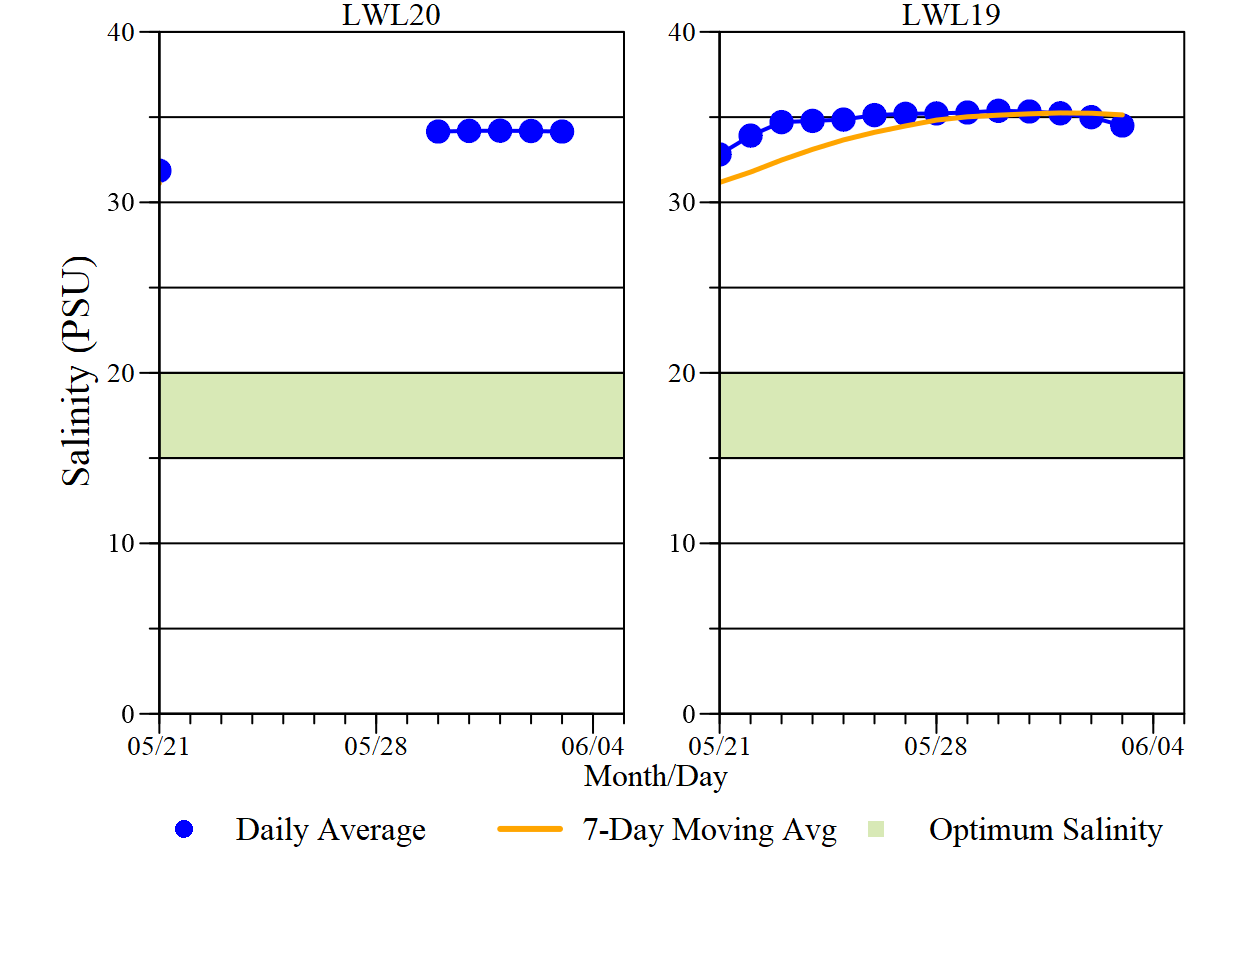 LWL20 LWL19
40 40
30 30
Salinity (PSU)
20 20
10 10
0 0
05/21 05/28 06/04 05/21 05/28 06/04
Month/Day
Daily Average 7-Day Moving Avg Optimum Salinity